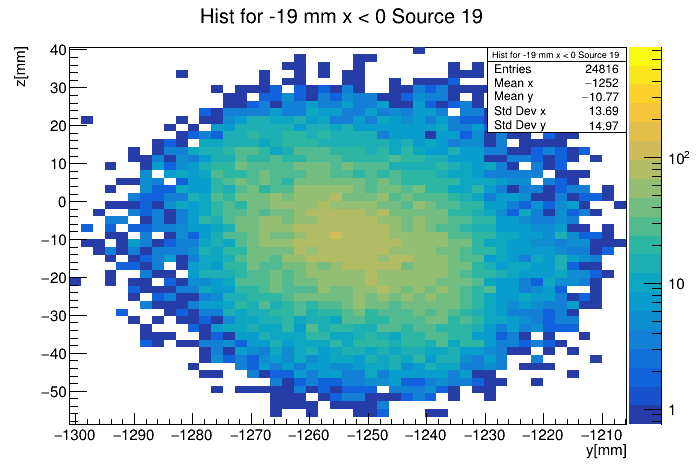 Hist for -19 mm x < 0 Source 19
z[mm]
40
30
20
10
0
−10
−20
−30
−40
−50
Hist for -19 mm x < 0 Source 19
Entries 24816
Mean x −1252
Mean y −10.77
Std Dev x 13.69
Std Dev y 14.97
10²
10
1
−1300 −1290 −1280 −1270 −1260 −1250 −1240 −1230 −1220 −1210
y[mm]